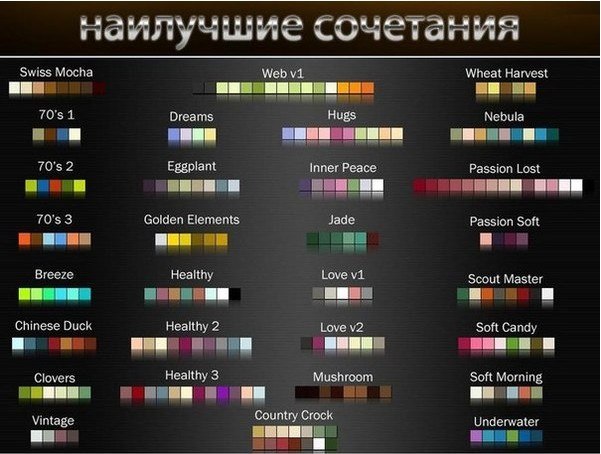 наилучшие сочетания
Swiss Mocha
Web v1
Wheat Harvest
70's 1
Dreams
Hugs
Nebula
70's 2
Eggplant
Inner Peace
Passion Lost
70's 3
Golden Elements
Jade
Passion Soft
Breeze
Healthy
Love v1
Scout Master
Chinese Duck
Healthy 2
Love v2
Soft Candy
Clovers
Healthy 3
Mushroom
Soft Morning
Vintage
Country Crock
Underwater